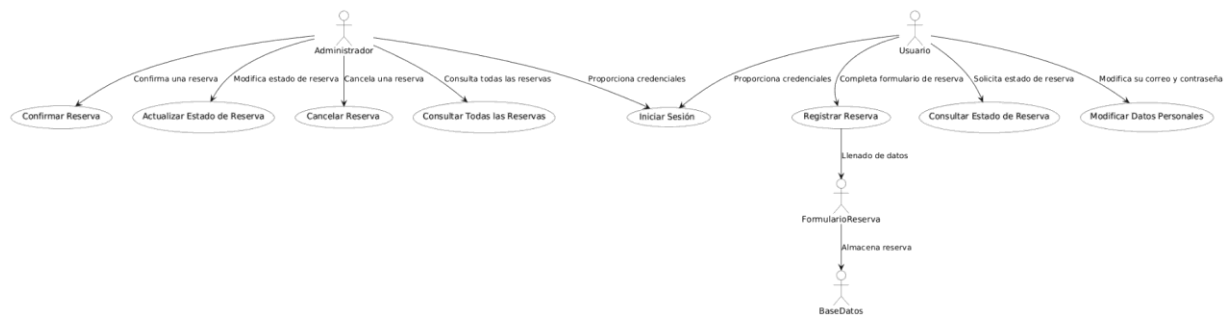 Administrador
Usuario
Confirma una reserva
Modifica estado de reserva
Cancela una reserva
Consulta todas las reservas
Proporciona credenciales
Proporciona credenciales
Completa formulario de reserva
Solicita estado de reserva
Modifica su correo y contraseña
Confirmar Reserva
Actualizar Estado de Reserva
Cancelar Reserva
Consultar Todas las Reservas
Iniciar Sesión
Registrar Reserva
Consultar Estado de Reserva
Modificar Datos Personales
Llenado de datos
FormularioReserva
Almacena reserva
BaseDatos